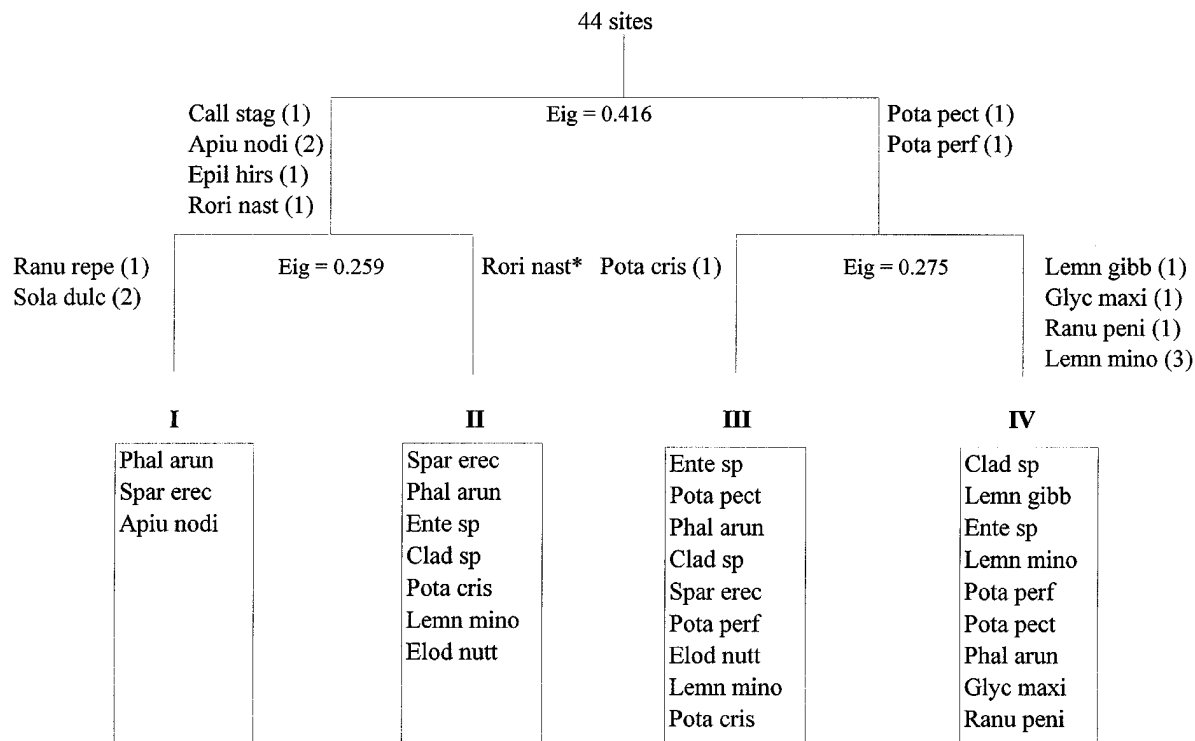 44 sites
Call stag (1)
Apiu nodi (2)
Epil hirs (1)
Rori nast (1)
Eig = 0.416
Pota pect (1)
Pota perf (1)
Ranu repe (1)
Sola dulc (2)
Eig = 0.259
Rori nast*
Pota cris (1)
Eig = 0.275
Lemn gibb (1)
Glyc maxi (1)
Ranu peni (1)
Lemn mino (3)
I
Phal arun
Spar erec
Apiu nodi
II
Spar erec
Phal arun
Ente sp
Clad sp
Pota cris
Lemn mino
Elod nutt
III
Ente sp
Pota pect
Phal arun
Clad sp
Spar erec
Pota perf
Elod nutt
Lemn mino
Pota cris
IV
Clad sp
Lemn gibb
Ente sp
Lemn mino
Pota perf
Pota pect
Phal arun
Glyc maxi
Ranu peni